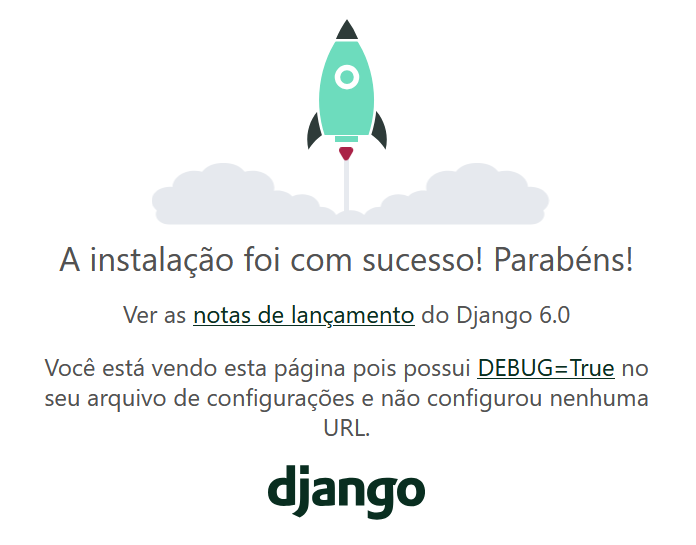 A instalação foi com sucesso! Parabéns!
Ver as notas de lançamento do Django 6.0
Você está vendo esta página pois possui DEBUG=True no
seu arquivo de configurações e não configurou nenhuma
URL.
django